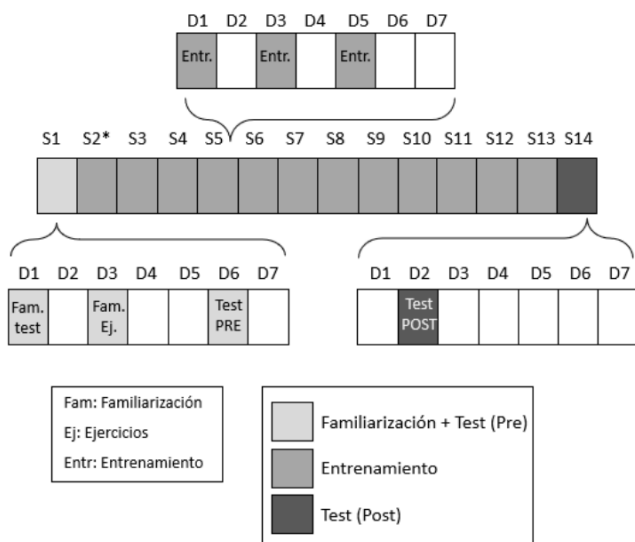 D1 D2 D3 D4 D5 D6 D7
Entr. Entr. Entr.
S1 S2* S3 S4 S5 S6 S7 S8 S9 S10 S11 S12 S13 S14
D1 D2 D3 D4 D5 D6 D7
Fam. test
Fam. Ej.
Test PRE
D1 D2 D3 D4 D5 D6 D7
Test POST
Fam: Familiarización
Ej: Ejercicios
Entr: Entrenamiento
Familiarización + Test (Pre)
Entrenamiento
Test (Post)